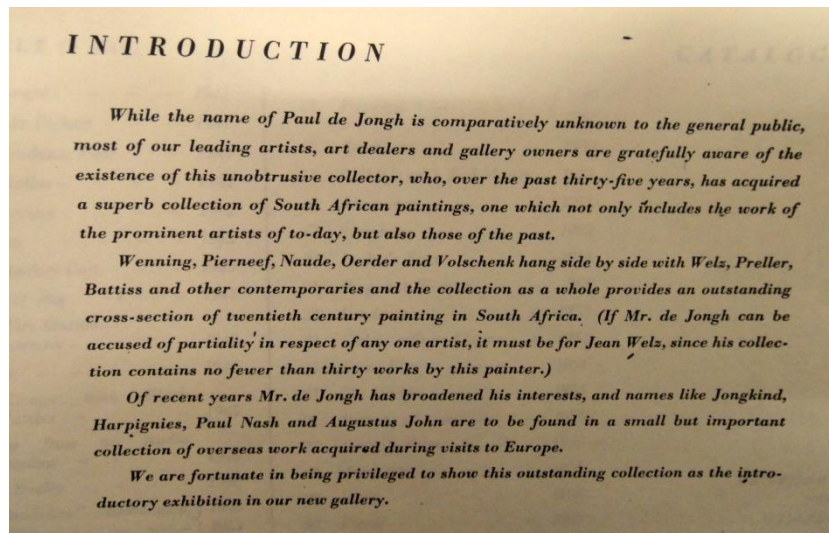 INTRODUCTION
While the name of Paul de Jongh is comparatively unknown to the general public,
most of our leading artists, art dealers and gallery owners are gratefully aware of the
existence of this unobtrusive collector, who, over the past thirty-five years, has acquired
a superb collection of South African paintings, one which not only includes the work of
the prominent artists of to-day, but also those of the past.
Wenning, Pierneef, Naude, Oerder and Volschenk hang side by side with Welz, Preller,
Battiss and other contemporaries and the collection as a whole provides an outstanding
cross-section of twentieth century painting in South Africa. (If Mr. de Jongh can be
accused of partiality in respect of any one artist, it must be for Jean Welz, since his collec-
tion contains no fewer than thirty works by this painter.)
Of recent years Mr. de Jongh has broadened his interests, and names like Jongkind,
Harpignies, Paul Nash and Augustus John are to be found in a small but important
collection of overseas work acquired during visits to Europe.
We are fortunate in being privileged to show this outstanding collection as the intro-
ductory exhibition in our new gallery.